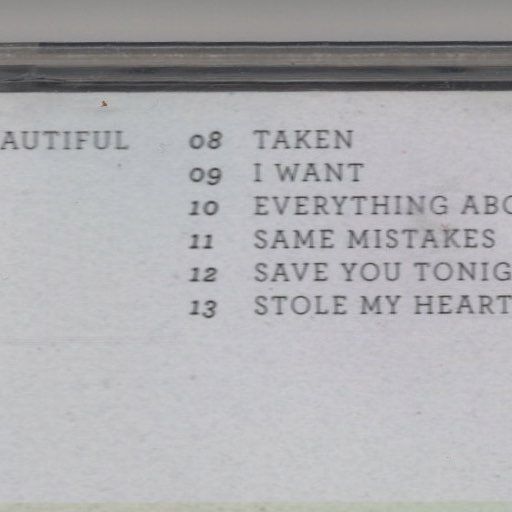 AUTIFUL 08 TAKEN
09 I WANT
10 EVERYTHING ABO
11 SAME MISTAKES
12 SAVE YOU TONIG
13 STOLE MY HEART